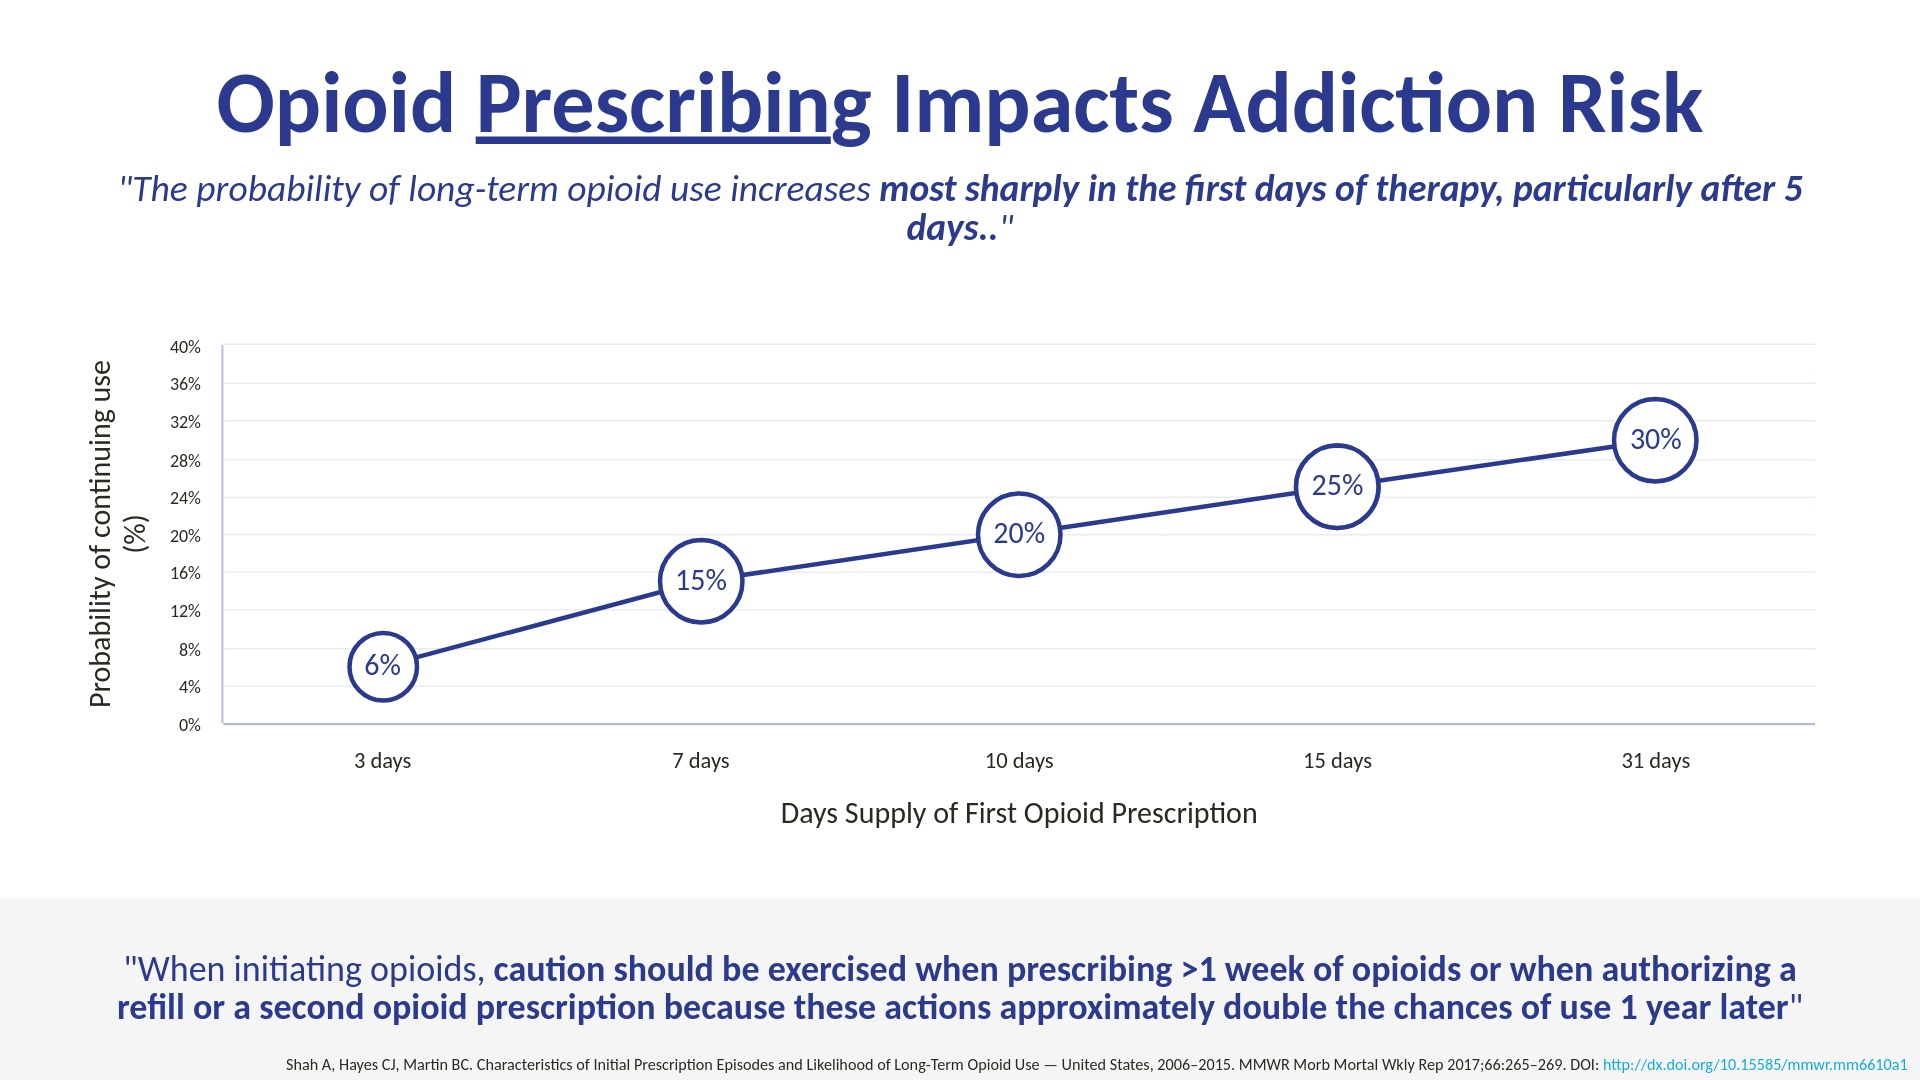 Opioid Prescribing Impacts Addiction Risk
"The probability of long-term opioid use increases most sharply in the first days of therapy, particularly after 5
days.."
Probability of continuing use
(%)
40%
36%
32%
28%
24%
20%
16%
12%
8%
4%
0%
6%
15%
20%
25%
30%
3 days
7 days
10 days
15 days
31 days
Days Supply of First Opioid Prescription
"When initiating opioids, caution should be exercised when prescribing >1 week of opioids or when authorizing a
refill or a second opioid prescription because these actions approximately double the chances of use 1 year later"
Shah A, Hayes CJ, Martin BC. Characteristics of Initial Prescription Episodes and Likelihood of Long-Term Opioid Use — United States, 2006–2015. MMWR Morb Mortal Wkly Rep 2017;66:265–269. DOI: http://dx.doi.org/10.15585/mmwr.mm6610a1